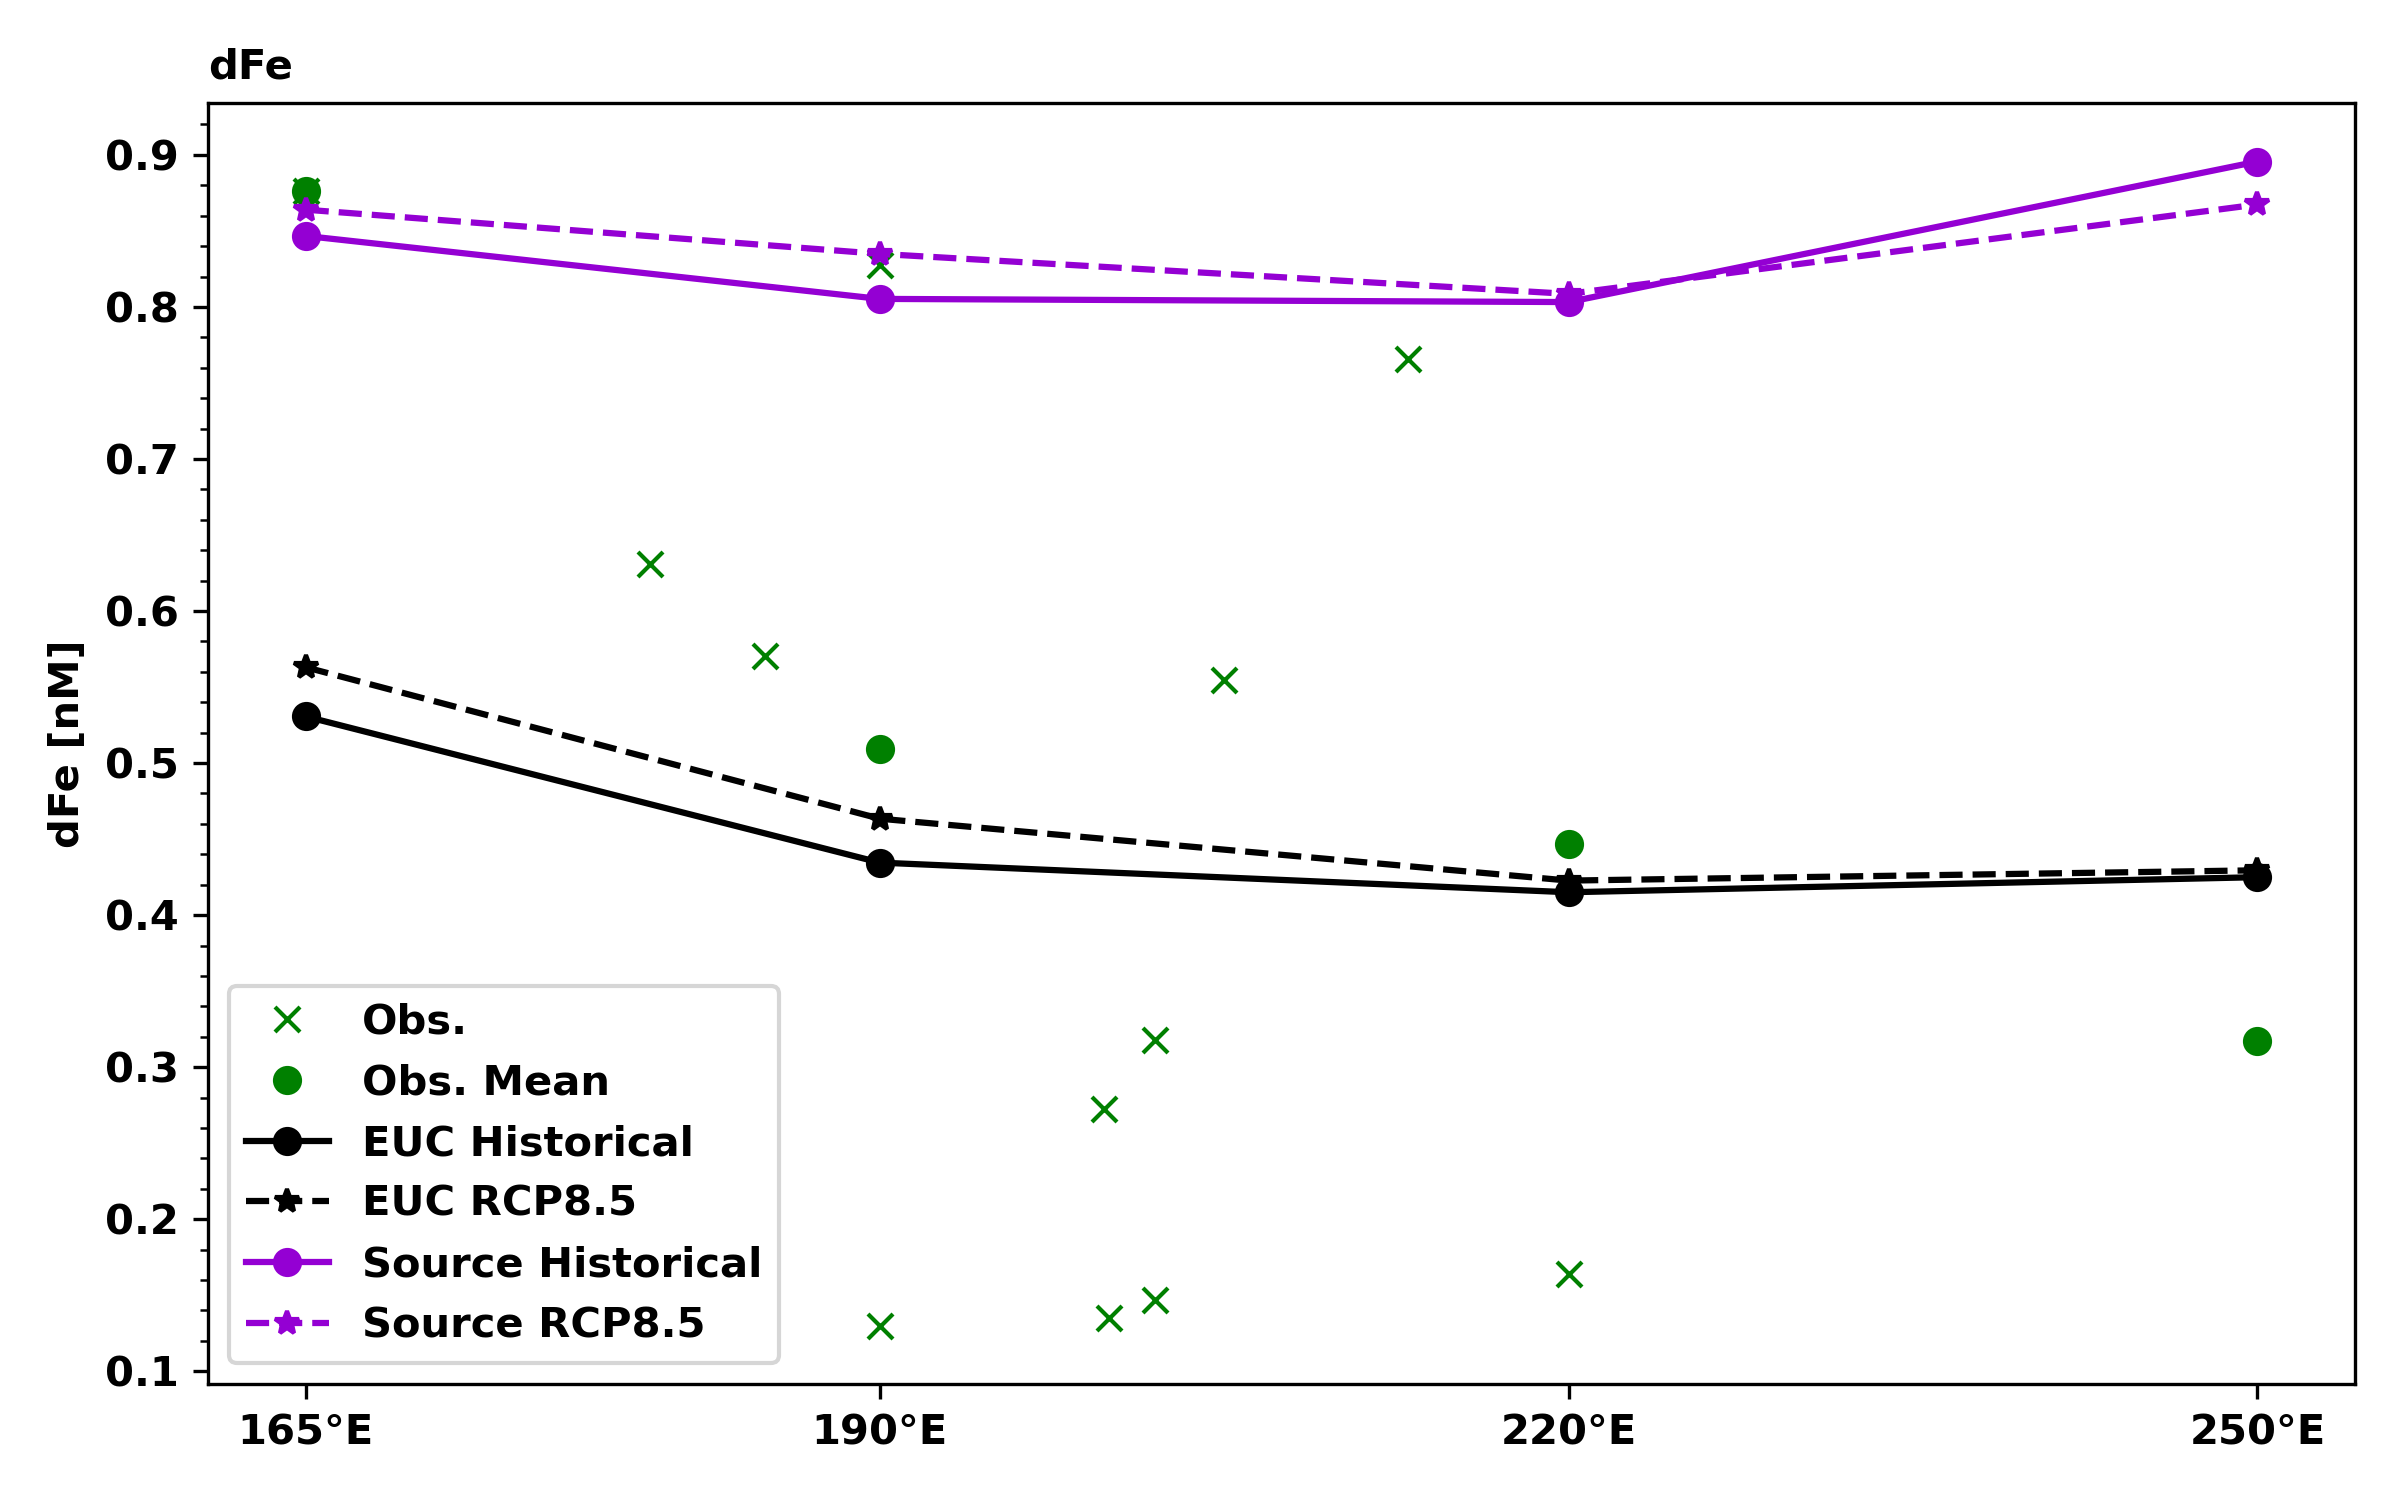 dFe
dFe [nM]
0.9
0.8
0.7
0.6
0.5
0.4
0.3
0.2
0.1
Obs.
Obs. Mean
EUC Historical
EUC RCP8.5
Source Historical
Source RCP8.5
165°E 190°E 220°E 250°E